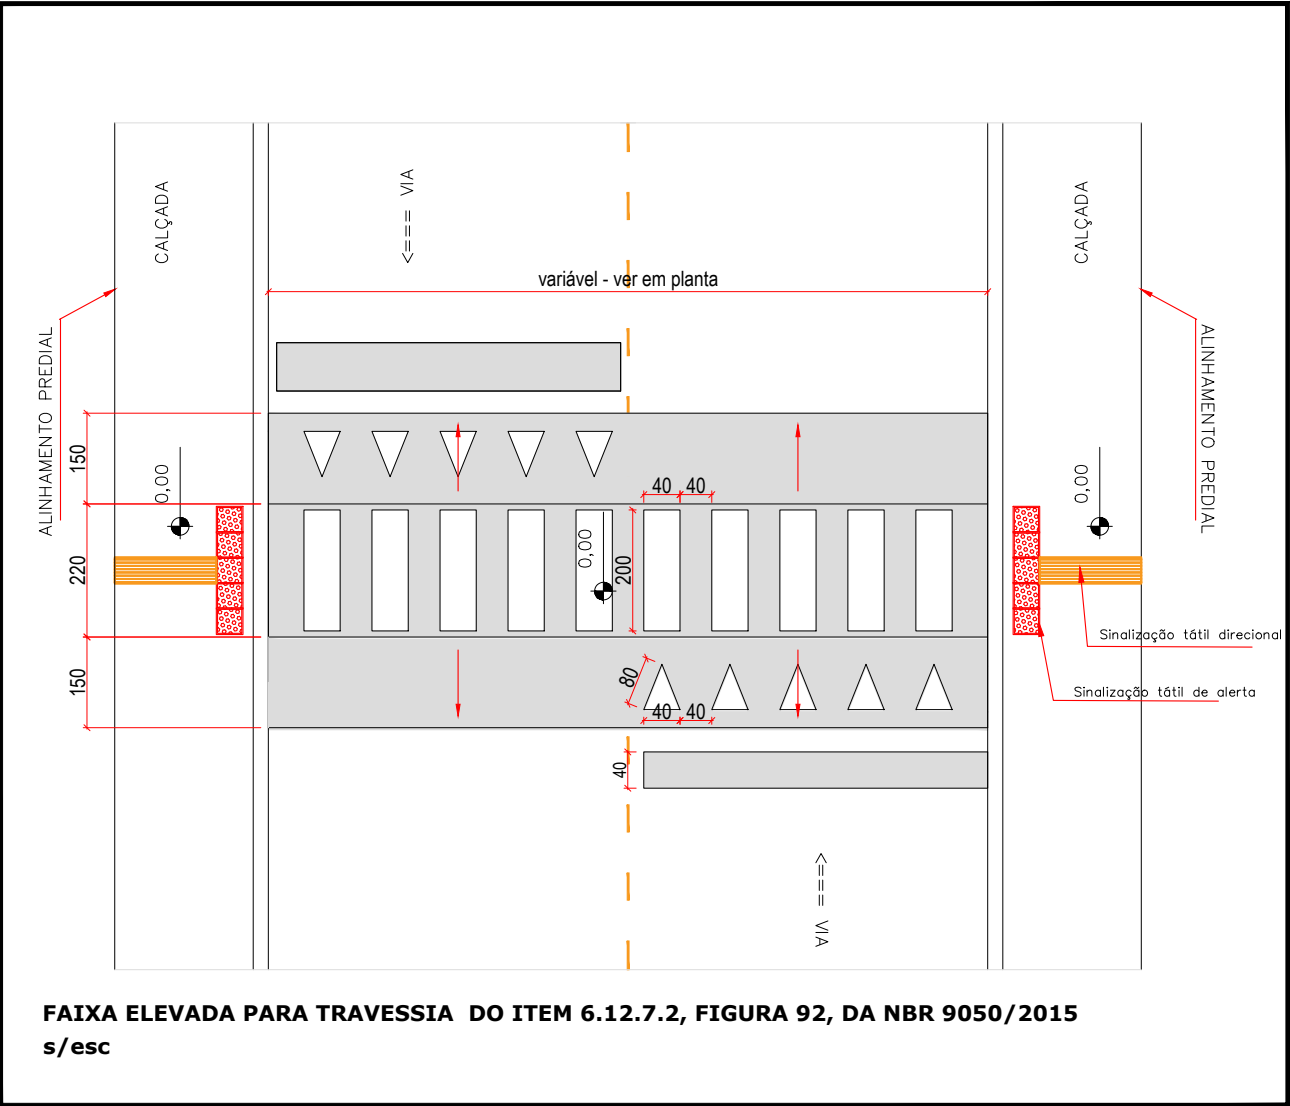 CALÇADA
<=== VIA
CALÇADA
variável - ver em planta
ALINHAMENTO PREDIAL
ALINHAMENTO PREDIAL
150
0,00
40
40
0,00
220
0,00
200
Sinalização tátil direcional
150
80
Sinalização tátil de alerta
40
40
40
<=== VIA
FAIXA ELEVADA PARA TRAVESSIA DO ITEM 6.12.7.2, FIGURA 92, DA NBR 9050/2015
s/esc